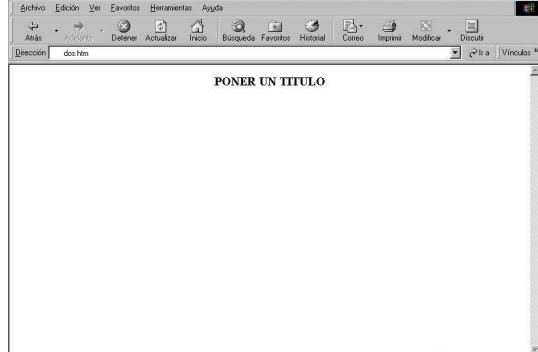 Archivo Edición Ver Favoritos Herramientas Ayuda
Atrás Adelante Detener Actualizar Inicio Búsqueda Favoritos Historial Correo Imprimir Modificar Discutir
Dirección dos.htm Ir a Vínculos »
PONER UN TITULO